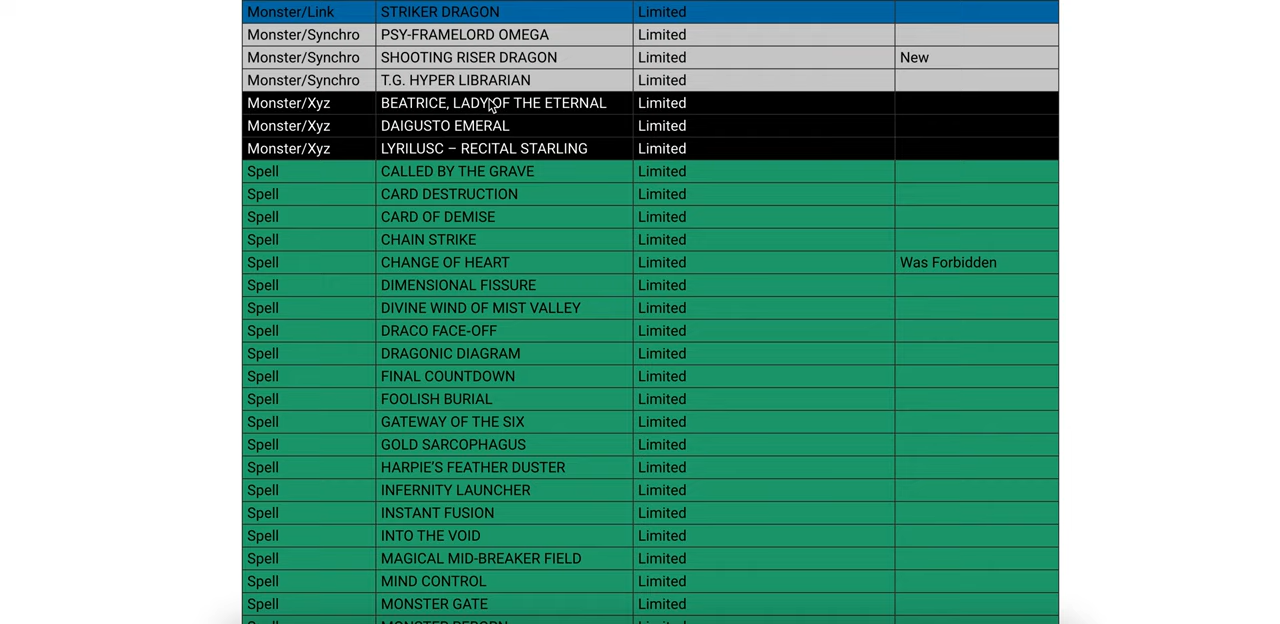 Monster/Link STRIKER DRAGON Limited
Monster/Synchro PSY-FRAMELORD OMEGA Limited
Monster/Synchro SHOOTING RISER DRAGON Limited New
Monster/Synchro T.G. HYPER LIBRARIAN Limited
Monster/Xyz BEATRICE, LADY OF THE ETERNAL Limited
Monster/Xyz DAIGUSTO EMERAL Limited
Monster/Xyz LYRILUSC – RECITAL STARLING Limited
Spell CALLED BY THE GRAVE Limited
Spell CARD DESTRUCTION Limited
Spell CARD OF DEMISE Limited
Spell CHAIN STRIKE Limited
Spell CHANGE OF HEART Limited Was Forbidden
Spell DIMENSIONAL FISSURE Limited
Spell DIVINE WIND OF MIST VALLEY Limited
Spell DRACO FACE-OFF Limited
Spell DRAGONIC DIAGRAM Limited
Spell FINAL COUNTDOWN Limited
Spell FOOLISH BURIAL Limited
Spell GATEWAY OF THE SIX Limited
Spell GOLD SARCOPHAGUS Limited
Spell HARPIE'S FEATHER DUSTER Limited
Spell INFERNITY LAUNCHER Limited
Spell INSTANT FUSION Limited
Spell INTO THE VOID Limited
Spell MAGICAL MID-BREAKER FIELD Limited
Spell MIND CONTROL Limited
Spell MONSTER GATE Limited